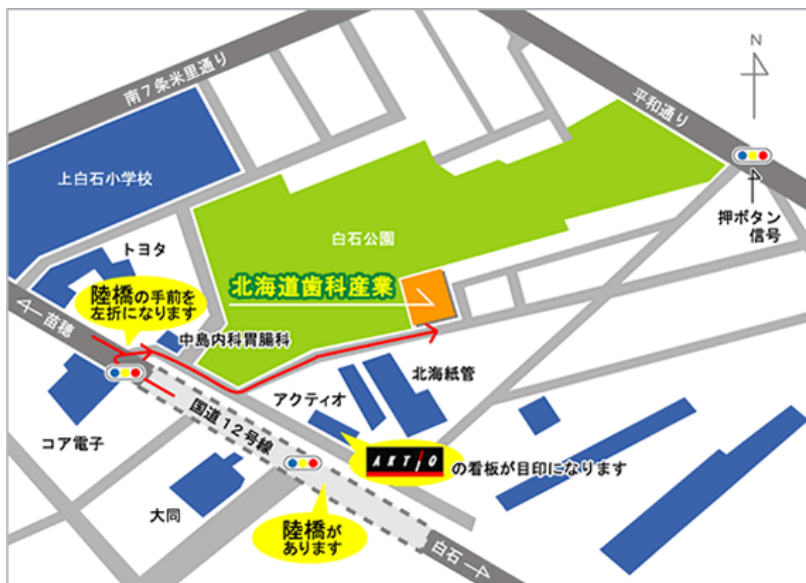 南7条米里通り
N
平和通り
上白石小学校
押ボタン
信号
白石公園
トヨタ
北海道歯科産業
陸橋の手前を
左折になります
苗穂
中島内科胃腸科
北海紙管
アクティオ
国道12号線
コア電子
AKTIO の看板が目印になります
大同
陸橋が
あります
白石